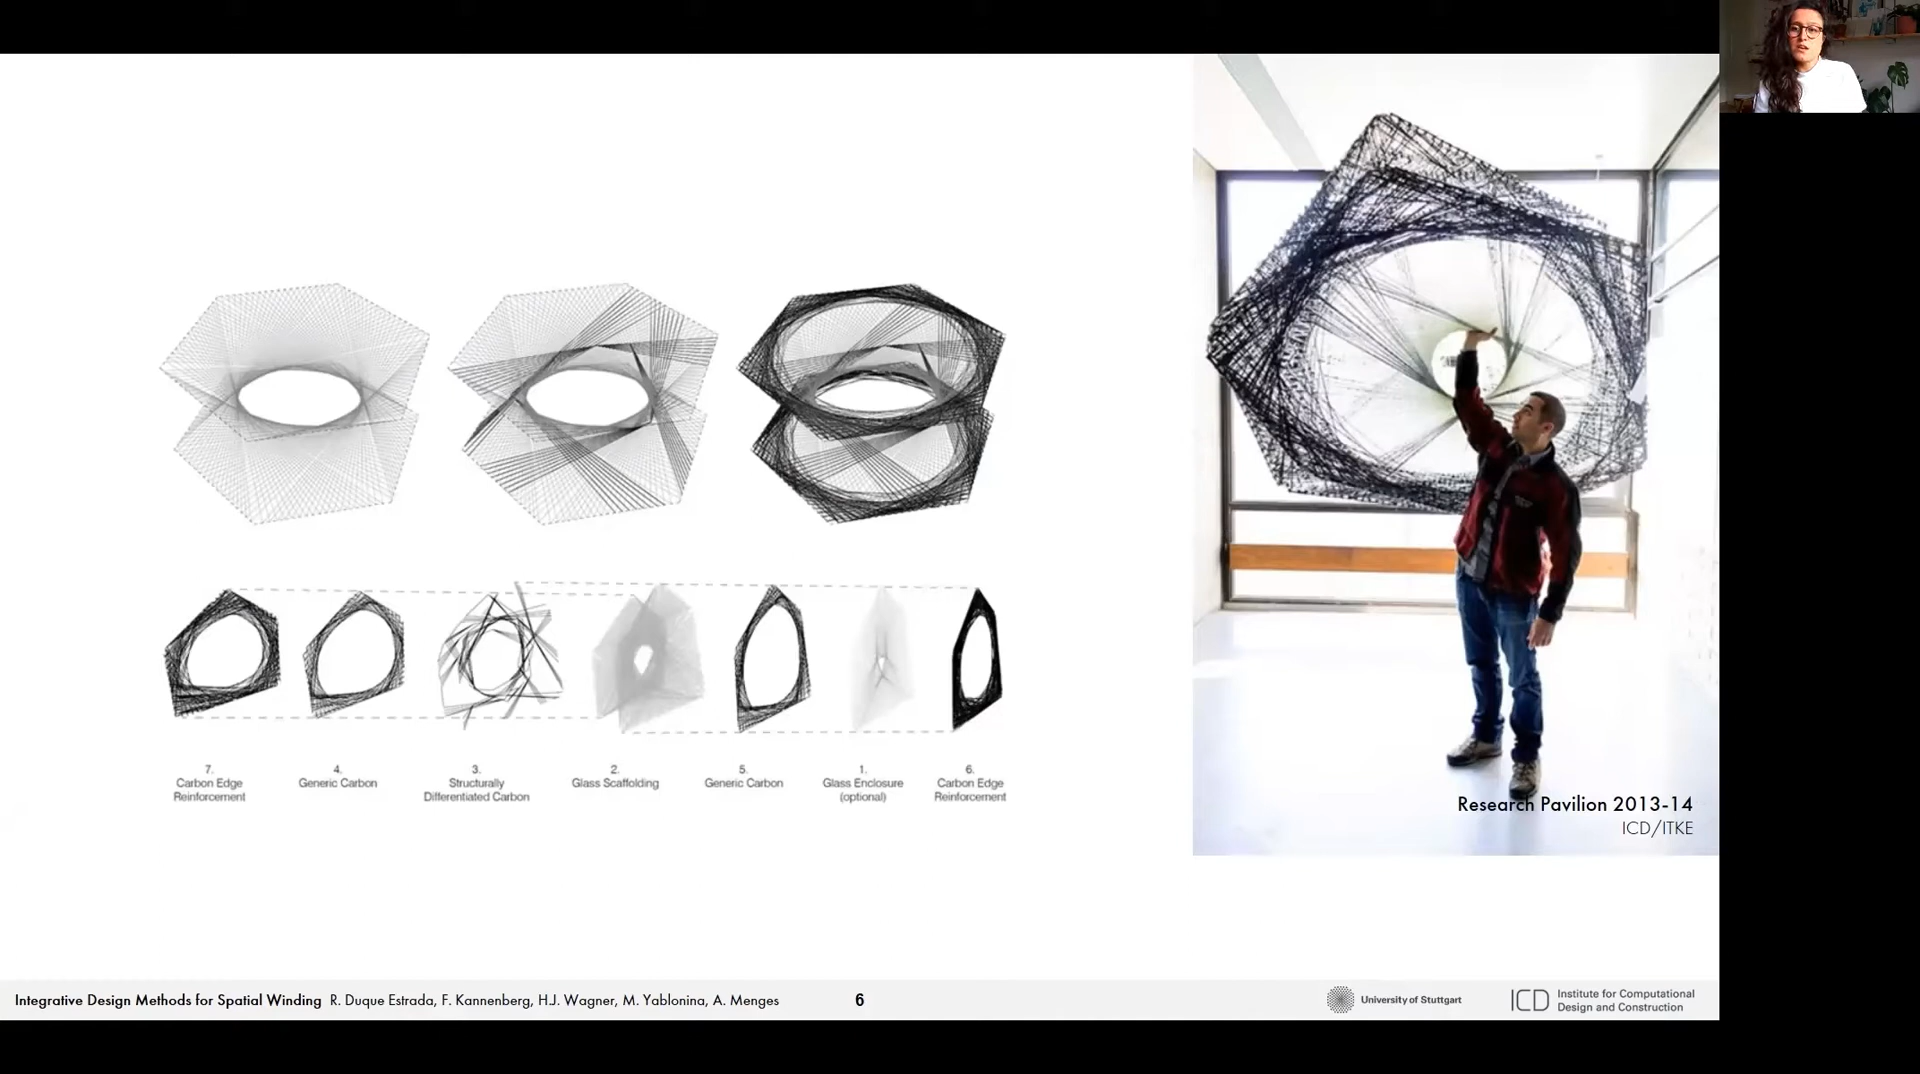 7.
Carbon Edge
Reinforcement
4.
Generic Carbon
3.
Structurally
Differentiated Carbon
2.
Glass Scaffolding
5.
Generic Carbon
1.
Glass Enclosure
(optional)
6.
Carbon Edge
Reinforcement
Research Pavilion 2013-14
ICD/ITKE
Integrative Design Methods for Spatial Winding R. Duque Estrada, F. Kannenberg, H.J. Wagner, M. Yablonina, A. Menges
6
University of Stuttgart
ICD
Institute for Computational
Design and Construction